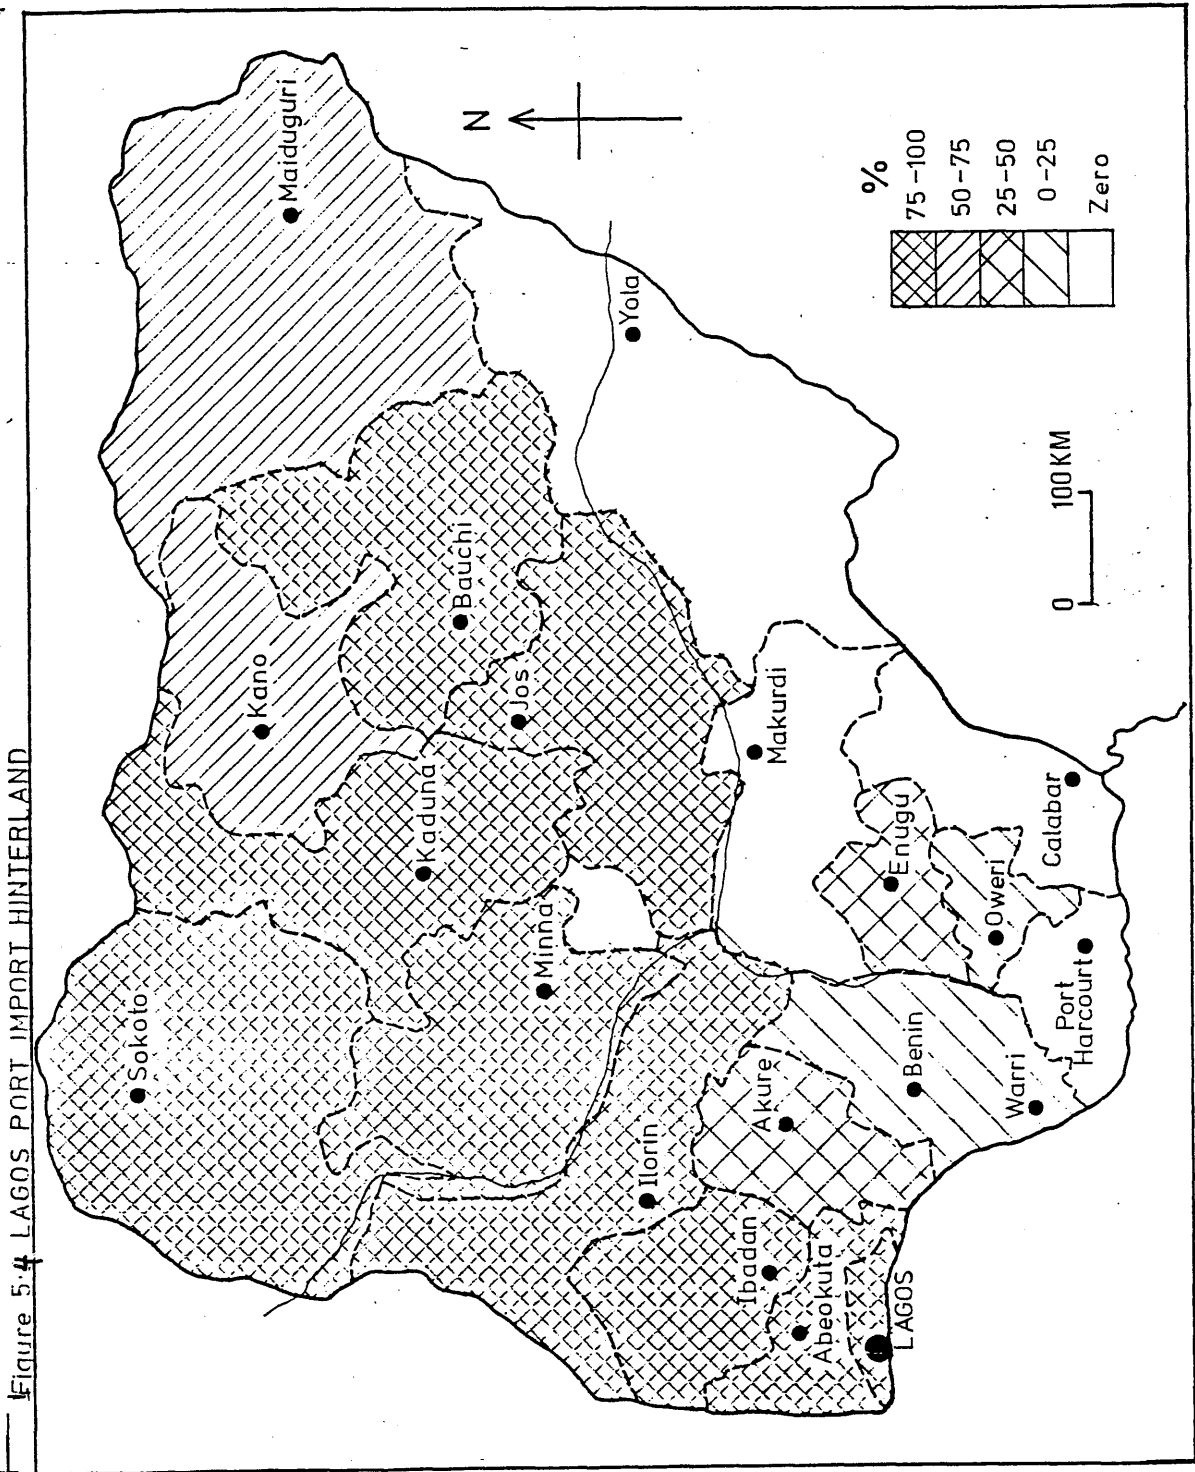 Figure 5.4 LAGOS PORT IMPORT HINTERLAND
N
Sokoto
Kano
Maiduguri
Kaduna
Bauchi
Jos
Minna
Yola
Ilorin
Makurdi
Ibadan
Akure
Abeokuta
Enugu
LAGOS
Benin
Oweri
Warri
Port
Harcourt
Calabar
0 100KM
%
75-100
50-75
25-50
0-25
Zero